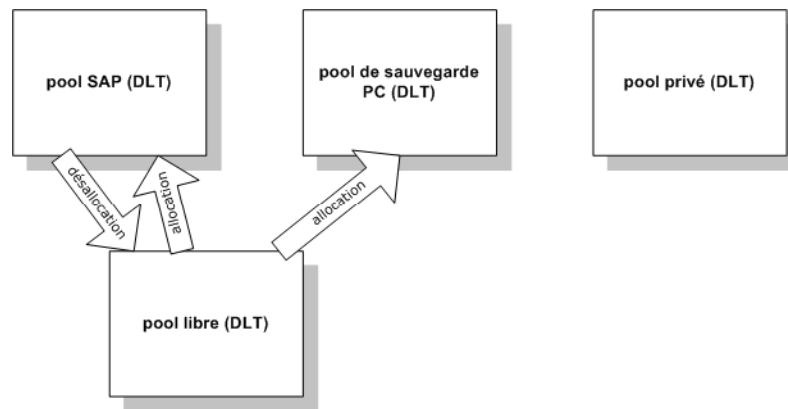 pool SAP (DLT)
pool de sauvegarde
PC (DLT)
pool privé (DLT)
désallocation
allocation
allocation
pool libre (DLT)